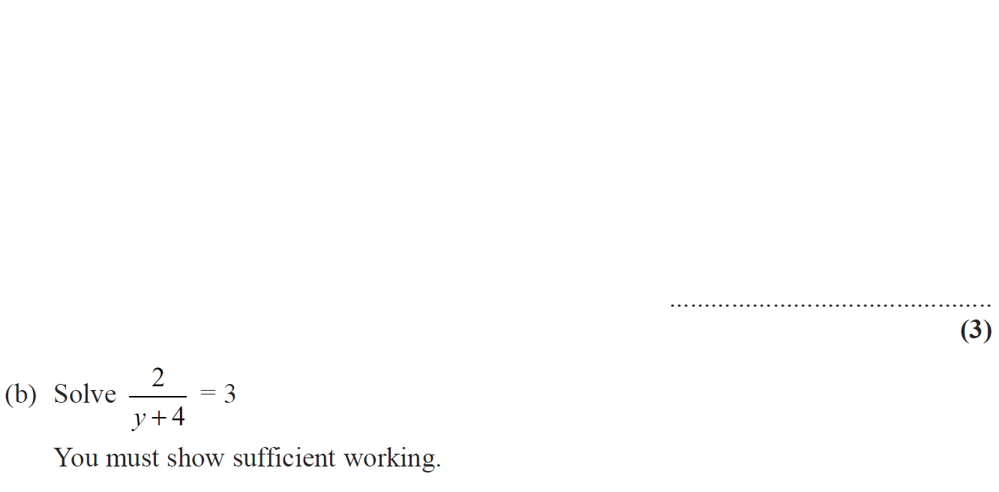 ..............................................
(3)
(b) Solve 2/(y+4) = 3
You must show sufficient working.